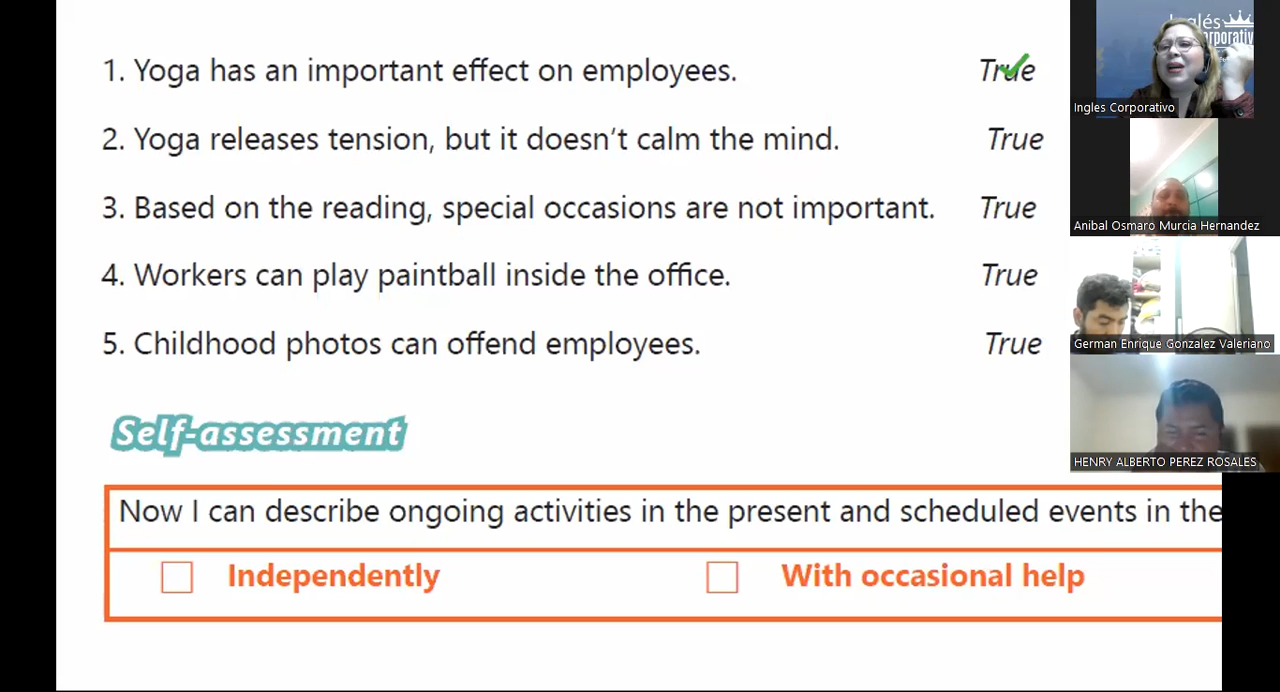 1. Yoga has an important effect on employees. True
2. Yoga releases tension, but it doesn't calm the mind. True
3. Based on the reading, special occasions are not important. True
4. Workers can play paintball inside the office. True
5. Childhood photos can offend employees. True
Self-assessment
Now I can describe ongoing activities in the present and scheduled events in the
Independently With occasional help
Inglés
Ingles Corporativo
Anibal Osmaro Murcia Hernandez
German Enrique Gonzalez Valeriano
HENRY ALBERTO PEREZ ROSALES